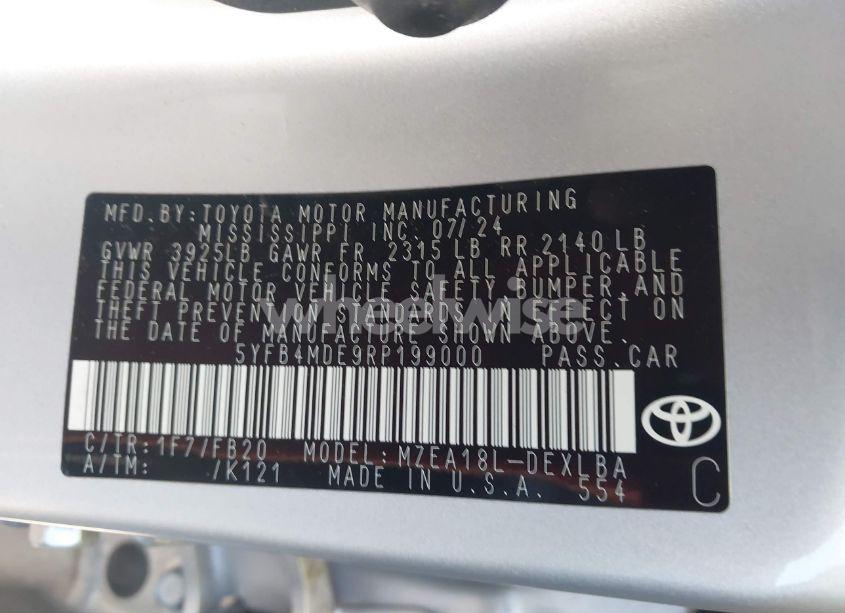 MFD.BY:TOYOTA MOTOR MANUFACTURING
MISSISSIPPI INC. 07/24
GVWR 3925LB GAWR FR 2315 LB RR 2140 LB
THIS VEHICLE CONFORMS TO ALL APPLICABLE
FEDERAL MOTOR VEHICLE SAFETY BUMPER, AND
THEFT PREVENTION STANDARDS IN EFFECT ON
THE DATE OF MANUFACTURE SHOWN ABOVE.
5YFB4MDE9RP199000 PASS.CAR
C/TR:1F7/FB20 MODEL:MZEA18L-DEXLBA
A/TM: /K121 MADE IN U.S.A. 554
C
wheelwise